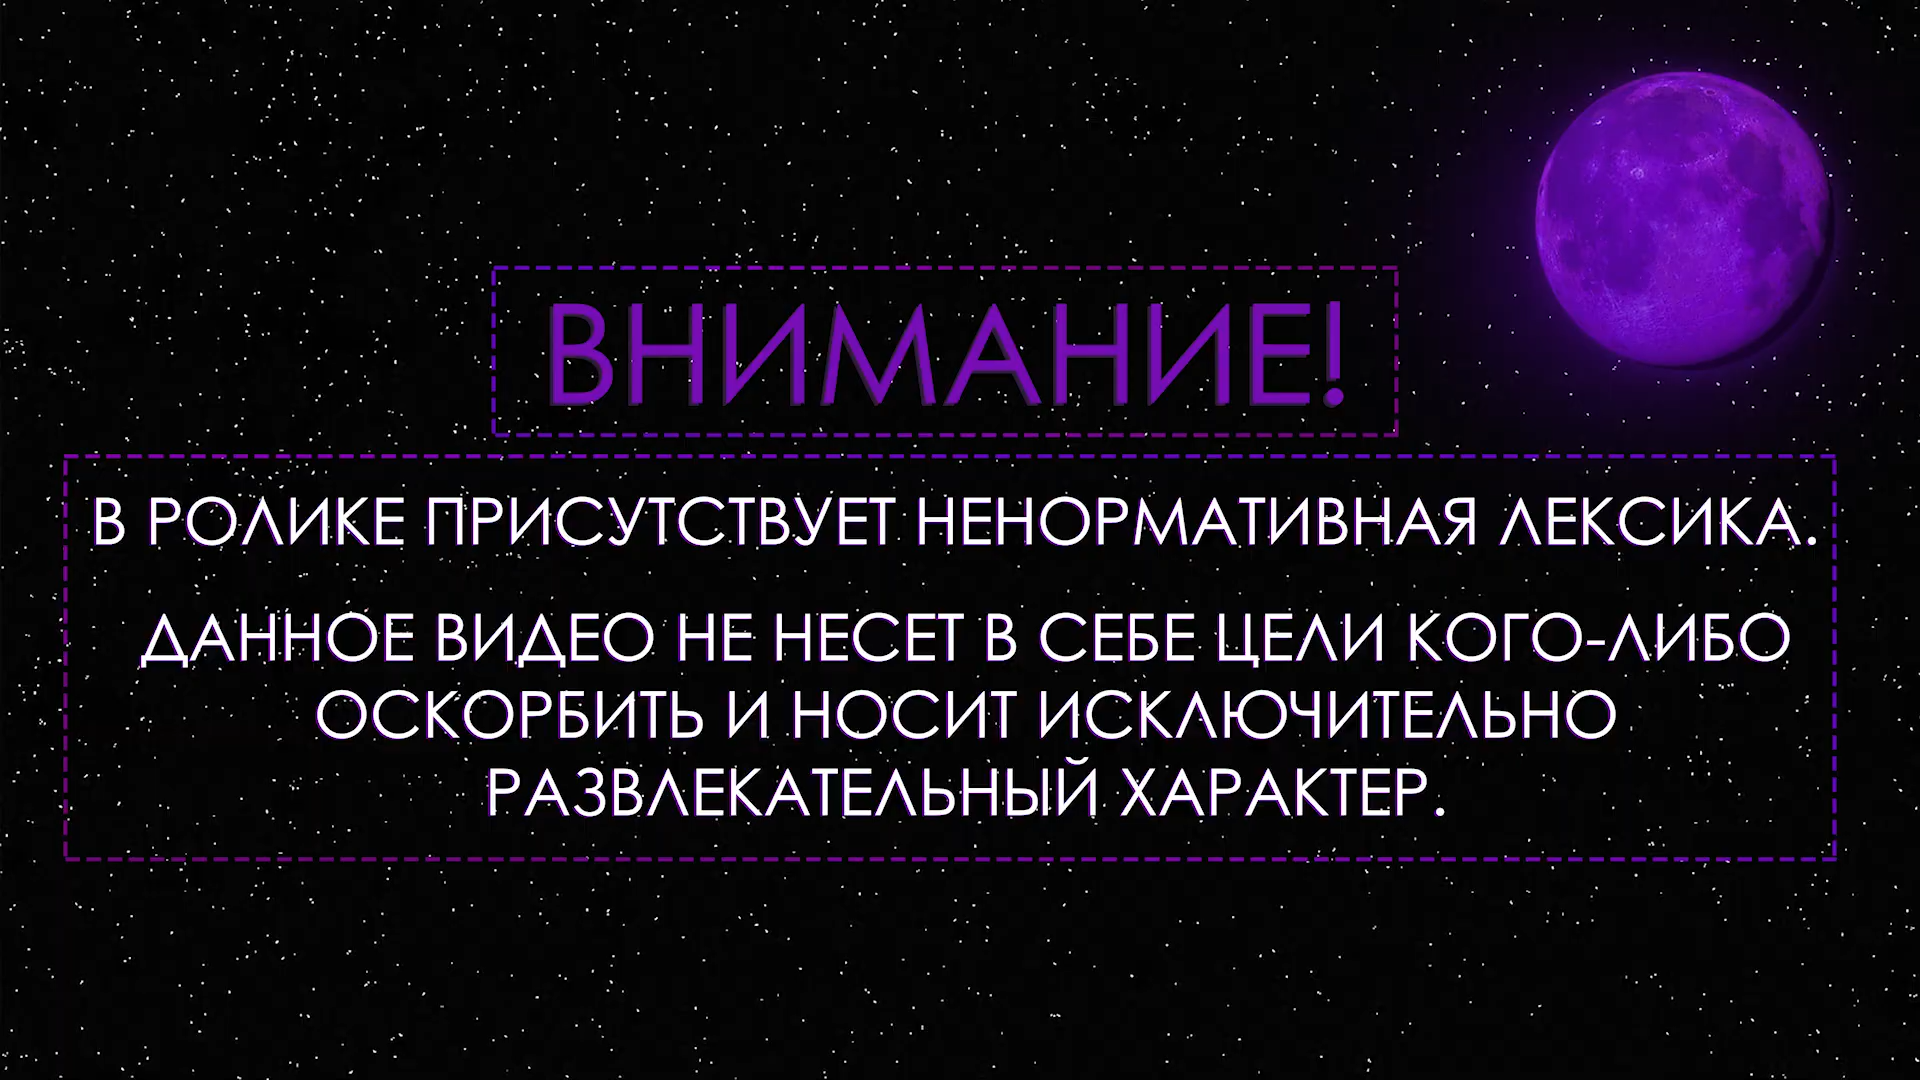 ВНИМАНИЕ!
В РОЛИКЕ ПРИСУТСТВУЕТ НЕНОРМАТИВНАЯ ЛЕКСИКА.
ДАННОЕ ВИДЕО НЕ НЕСЕТ В СЕБЕ ЦЕЛИ КОГО-ЛИБО
ОСКОРБИТЬ И НОСИТ ИСКЛЮЧИТЕЛЬНО
РАЗВЛЕКАТЕЛЬНЫЙ ХАРАКТЕР.